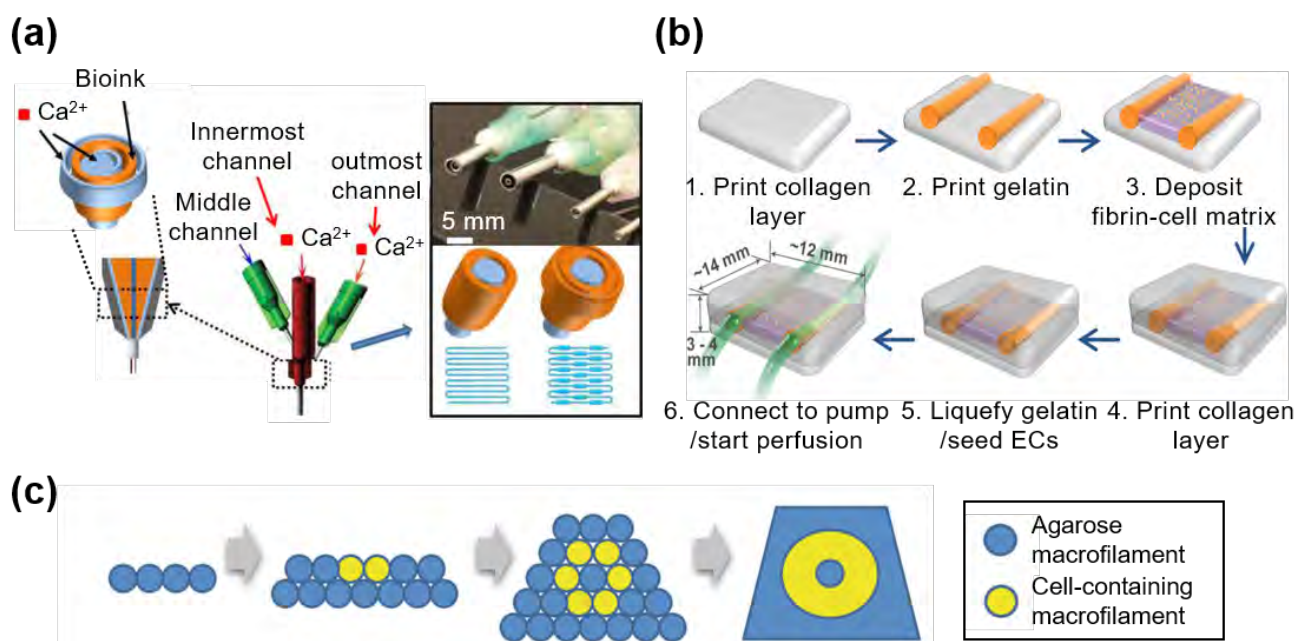 (a)
Bioink
Ca2+
Innermost
channel
outmost
channel
Middle
channel
Ca2+
Ca2+
5 mm
(b)
1. Print collagen
layer
2. Print gelatin
3. Deposit
fibrin-cell matrix
~14 mm
~12 mm
3 - 4
mm
6. Connect to pump
/start perfusion
5. Liquefy gelatin
/seed ECs
4. Print collagen
layer
(c)
Agarose
macrofilament
Cell-containing
macrofilament